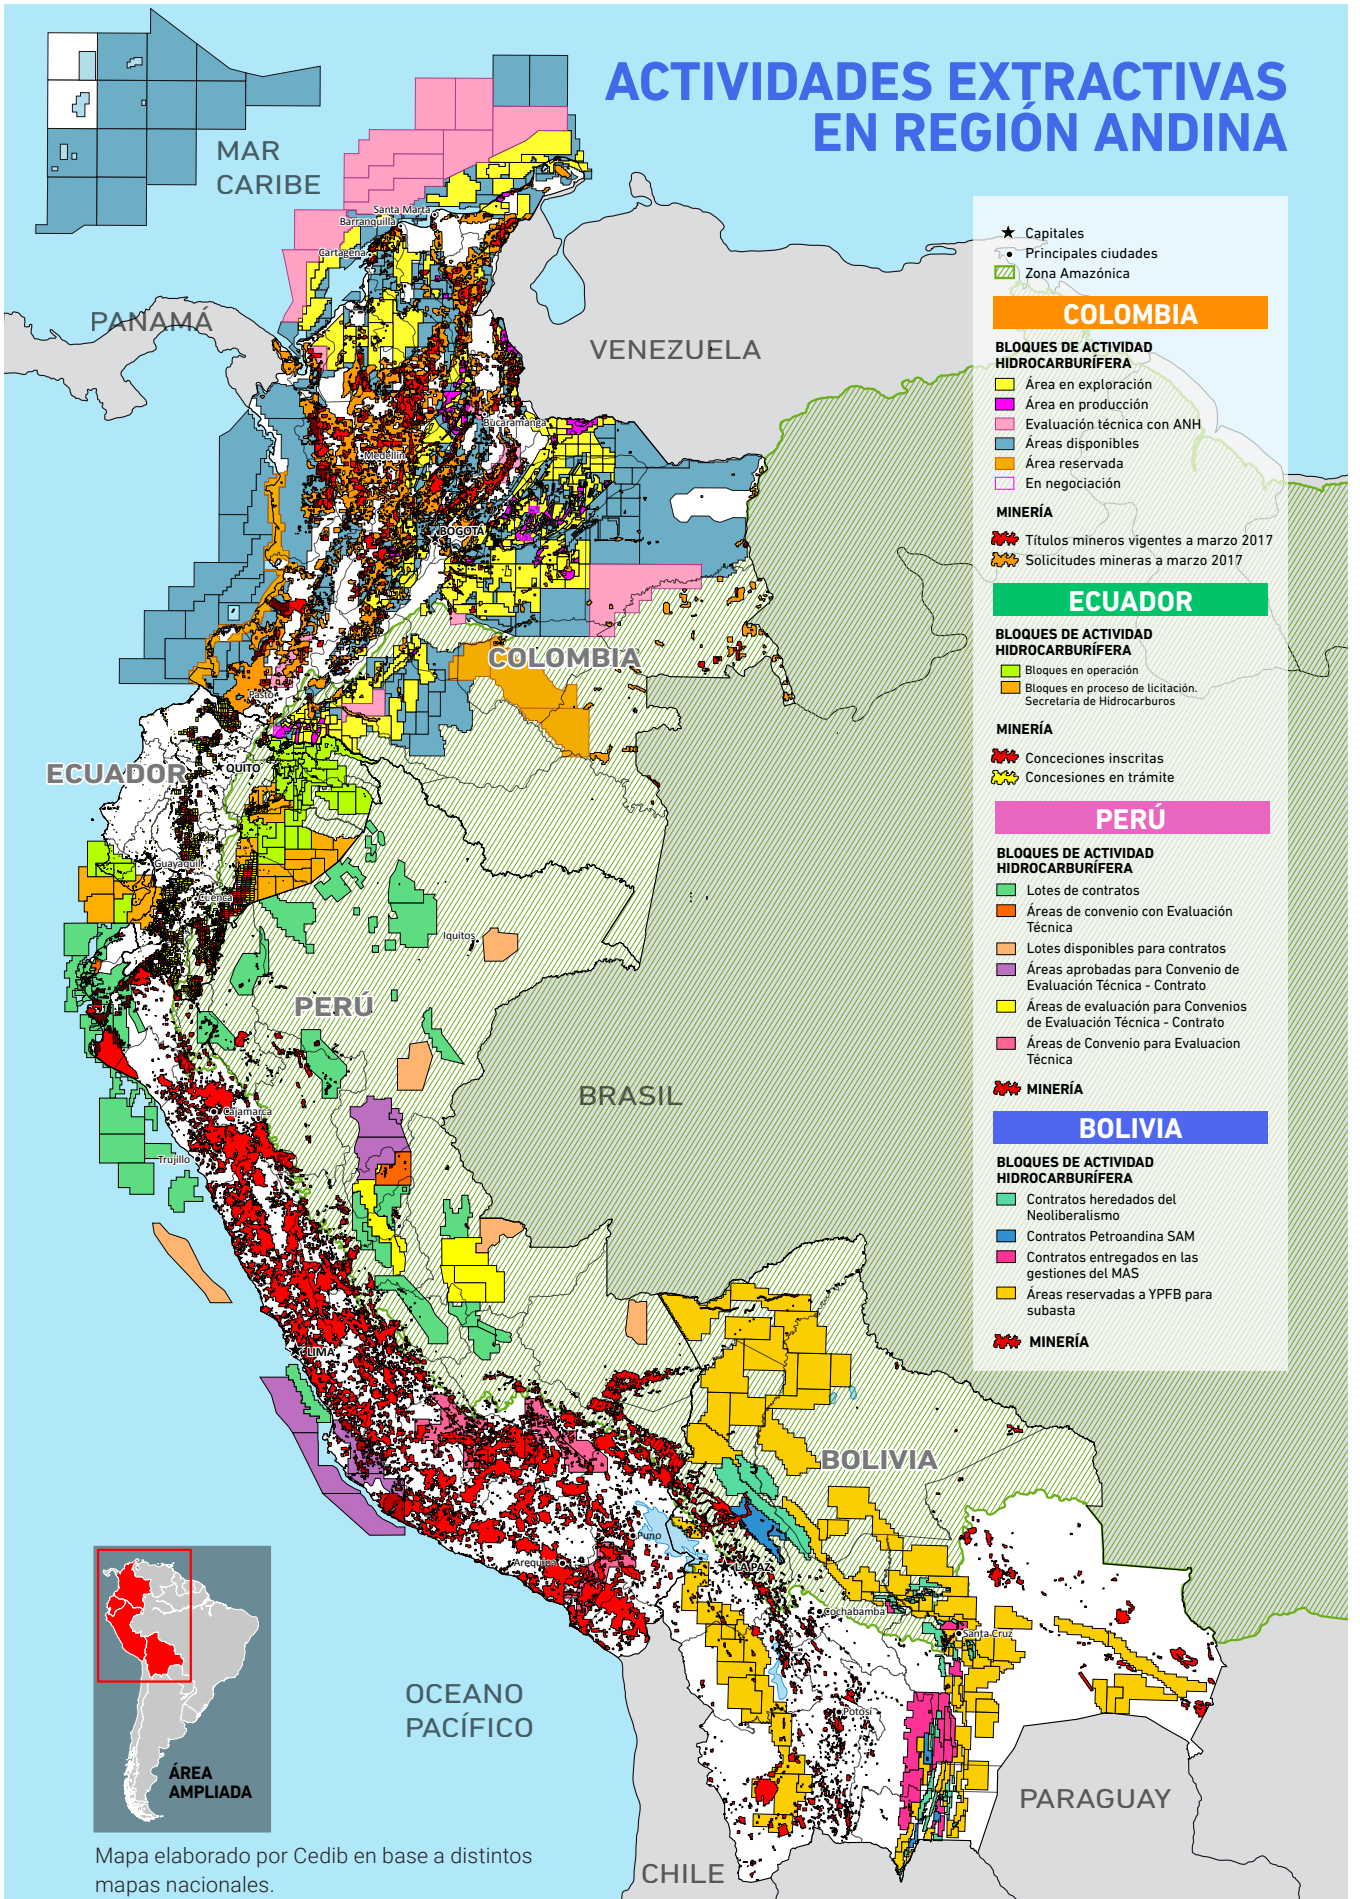 ACTIVIDADES EXTRACTIVAS
EN REGIÓN ANDINA
MAR
CARIBE
Santa Marta
Barranquilla
Cartagena
PANAMÁ
VENEZUELA
Bucaramanga
Medellín
BOGOTÁ
COLOMBIA
Pasto
ECUADOR
QUITO
Guayaquil
Cuenca
Iquitos
PERÚ
BRASIL
Cajamarca
Trujillo
LIMA
BOLIVIA
Puno
Arequipa
LA PAZ
Cochabamba
Santa Cruz
Potosí
OCEANO
PACÍFICO
PARAGUAY
CHILE
Capitales
Principales ciudades
Zona Amazónica
COLOMBIA
BLOQUES DE ACTIVIDAD
HIDROCARBURÍFERA
Área en exploración
Área en producción
Evaluación técnica con ANH
Áreas disponibles
Área reservada
En negociación
MINERÍA
Títulos mineros vigentes a marzo 2017
Solicitudes mineras a marzo 2017
ECUADOR
BLOQUES DE ACTIVIDAD
HIDROCARBURÍFERA
Bloques en operación
Bloques en proceso de licitación.
Secretaria de Hidrocarburos
MINERÍA
Conceciones inscritas
Concesiones en trámite
PERÚ
BLOQUES DE ACTIVIDAD
HIDROCARBURÍFERA
Lotes de contratos
Áreas de convenio con Evaluación
Técnica
Lotes disponibles para contratos
Áreas aprobadas para Convenio de
Evaluación Técnica - Contrato
Áreas de evaluación para Convenios
de Evaluación Técnica - Contrato
Áreas de Convenio para Evaluacion
Técnica
MINERÍA
BOLIVIA
BLOQUES DE ACTIVIDAD
HIDROCARBURÍFERA
Contratos heredados del
Neoliberalismo
Contratos Petroandina SAM
Contratos entregados en las
gestiones del MAS
Áreas reservadas a YPFB para
subasta
MINERÍA
ÁREA
AMPLIADA
Mapa elaborado por Cedib en base a distintos
mapas nacionales.